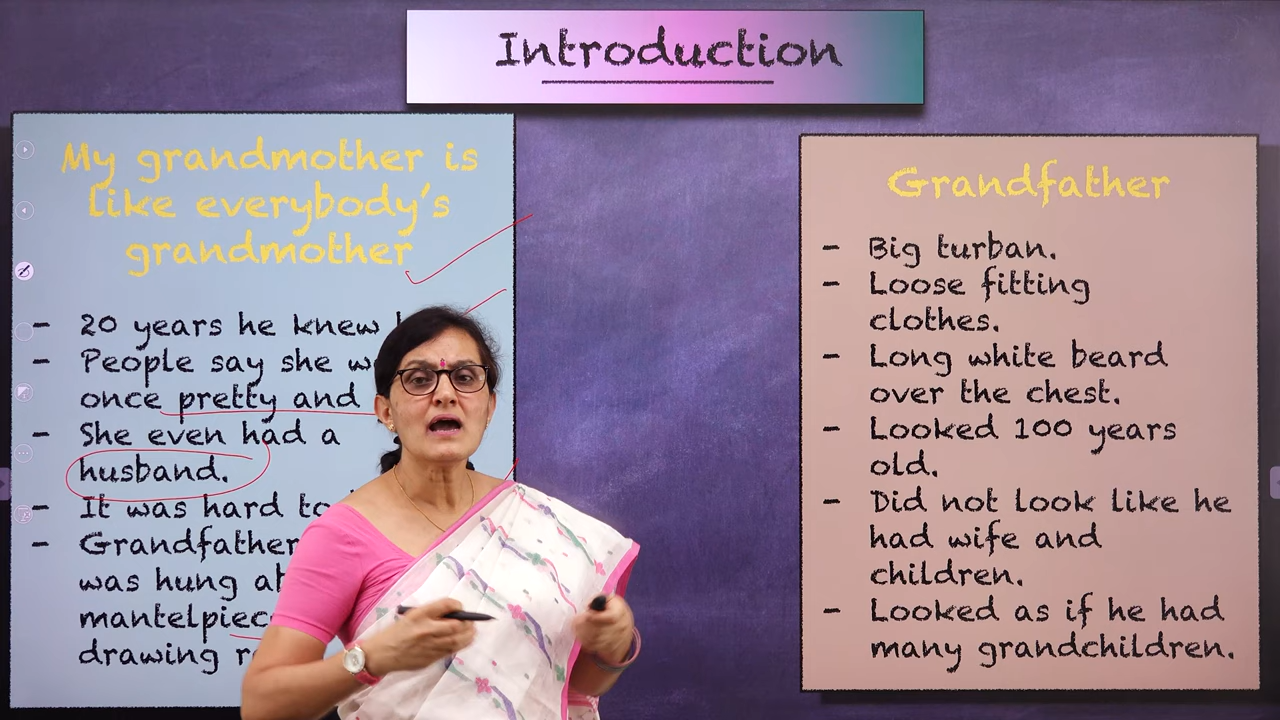 Introduction
My grandmother is
like everybody's
grandmother
- 20 years he knew
- People say she
once pretty and
- She even had a
husband.
- It was hard to
- Grandfather
was hung
mantelpiece
drawing
Grandfather
- Big turban.
- Loose fitting
clothes.
- Long white beard
over the chest.
- Looked 100 years
old.
- Did not look like he
had wife and
children.
- Looked as if he had
many grandchildren.